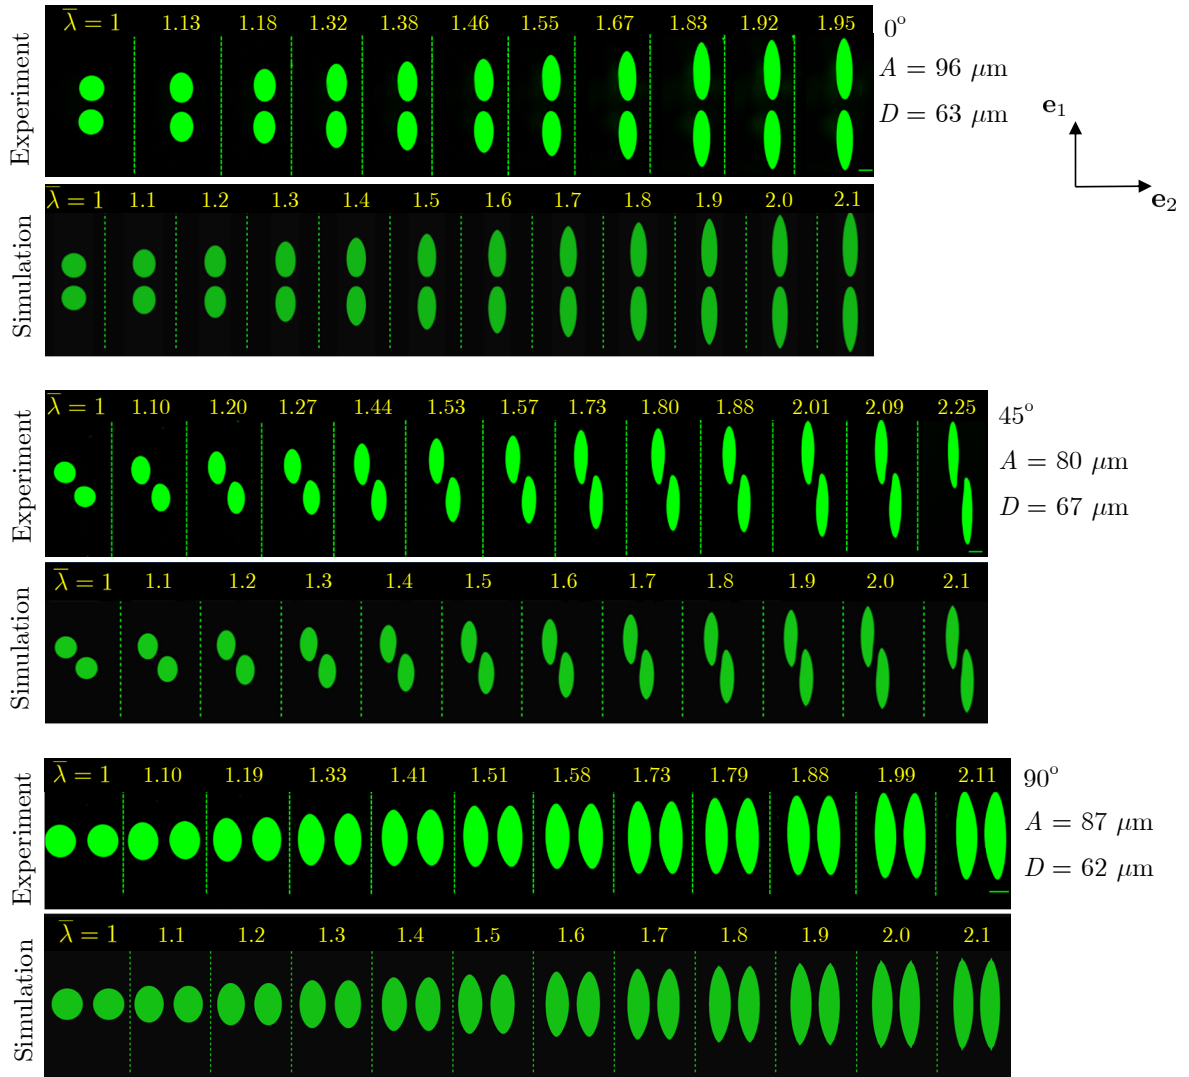 Experiment
λ̅ = 1 1.13 1.18 1.32 1.38 1.46 1.55 1.67 1.83 1.92 1.95
0°
A = 96 μm
D = 63 μm
e₁
e₂
Simulation
λ̅ = 1 1.1 1.2 1.3 1.4 1.5 1.6 1.7 1.8 1.9 2.0 2.1
Experiment
λ̅ = 1 1.10 1.20 1.27 1.44 1.53 1.57 1.73 1.80 1.88 2.01 2.09 2.25
45°
A = 80 μm
D = 67 μm
Simulation
λ̅ = 1 1.1 1.2 1.3 1.4 1.5 1.6 1.7 1.8 1.9 2.0 2.1
Experiment
λ̅ = 1 1.10 1.19 1.33 1.41 1.51 1.58 1.73 1.79 1.88 1.99 2.11
90°
A = 87 μm
D = 62 μm
Simulation
λ̅ = 1 1.1 1.2 1.3 1.4 1.5 1.6 1.7 1.8 1.9 2.0 2.1